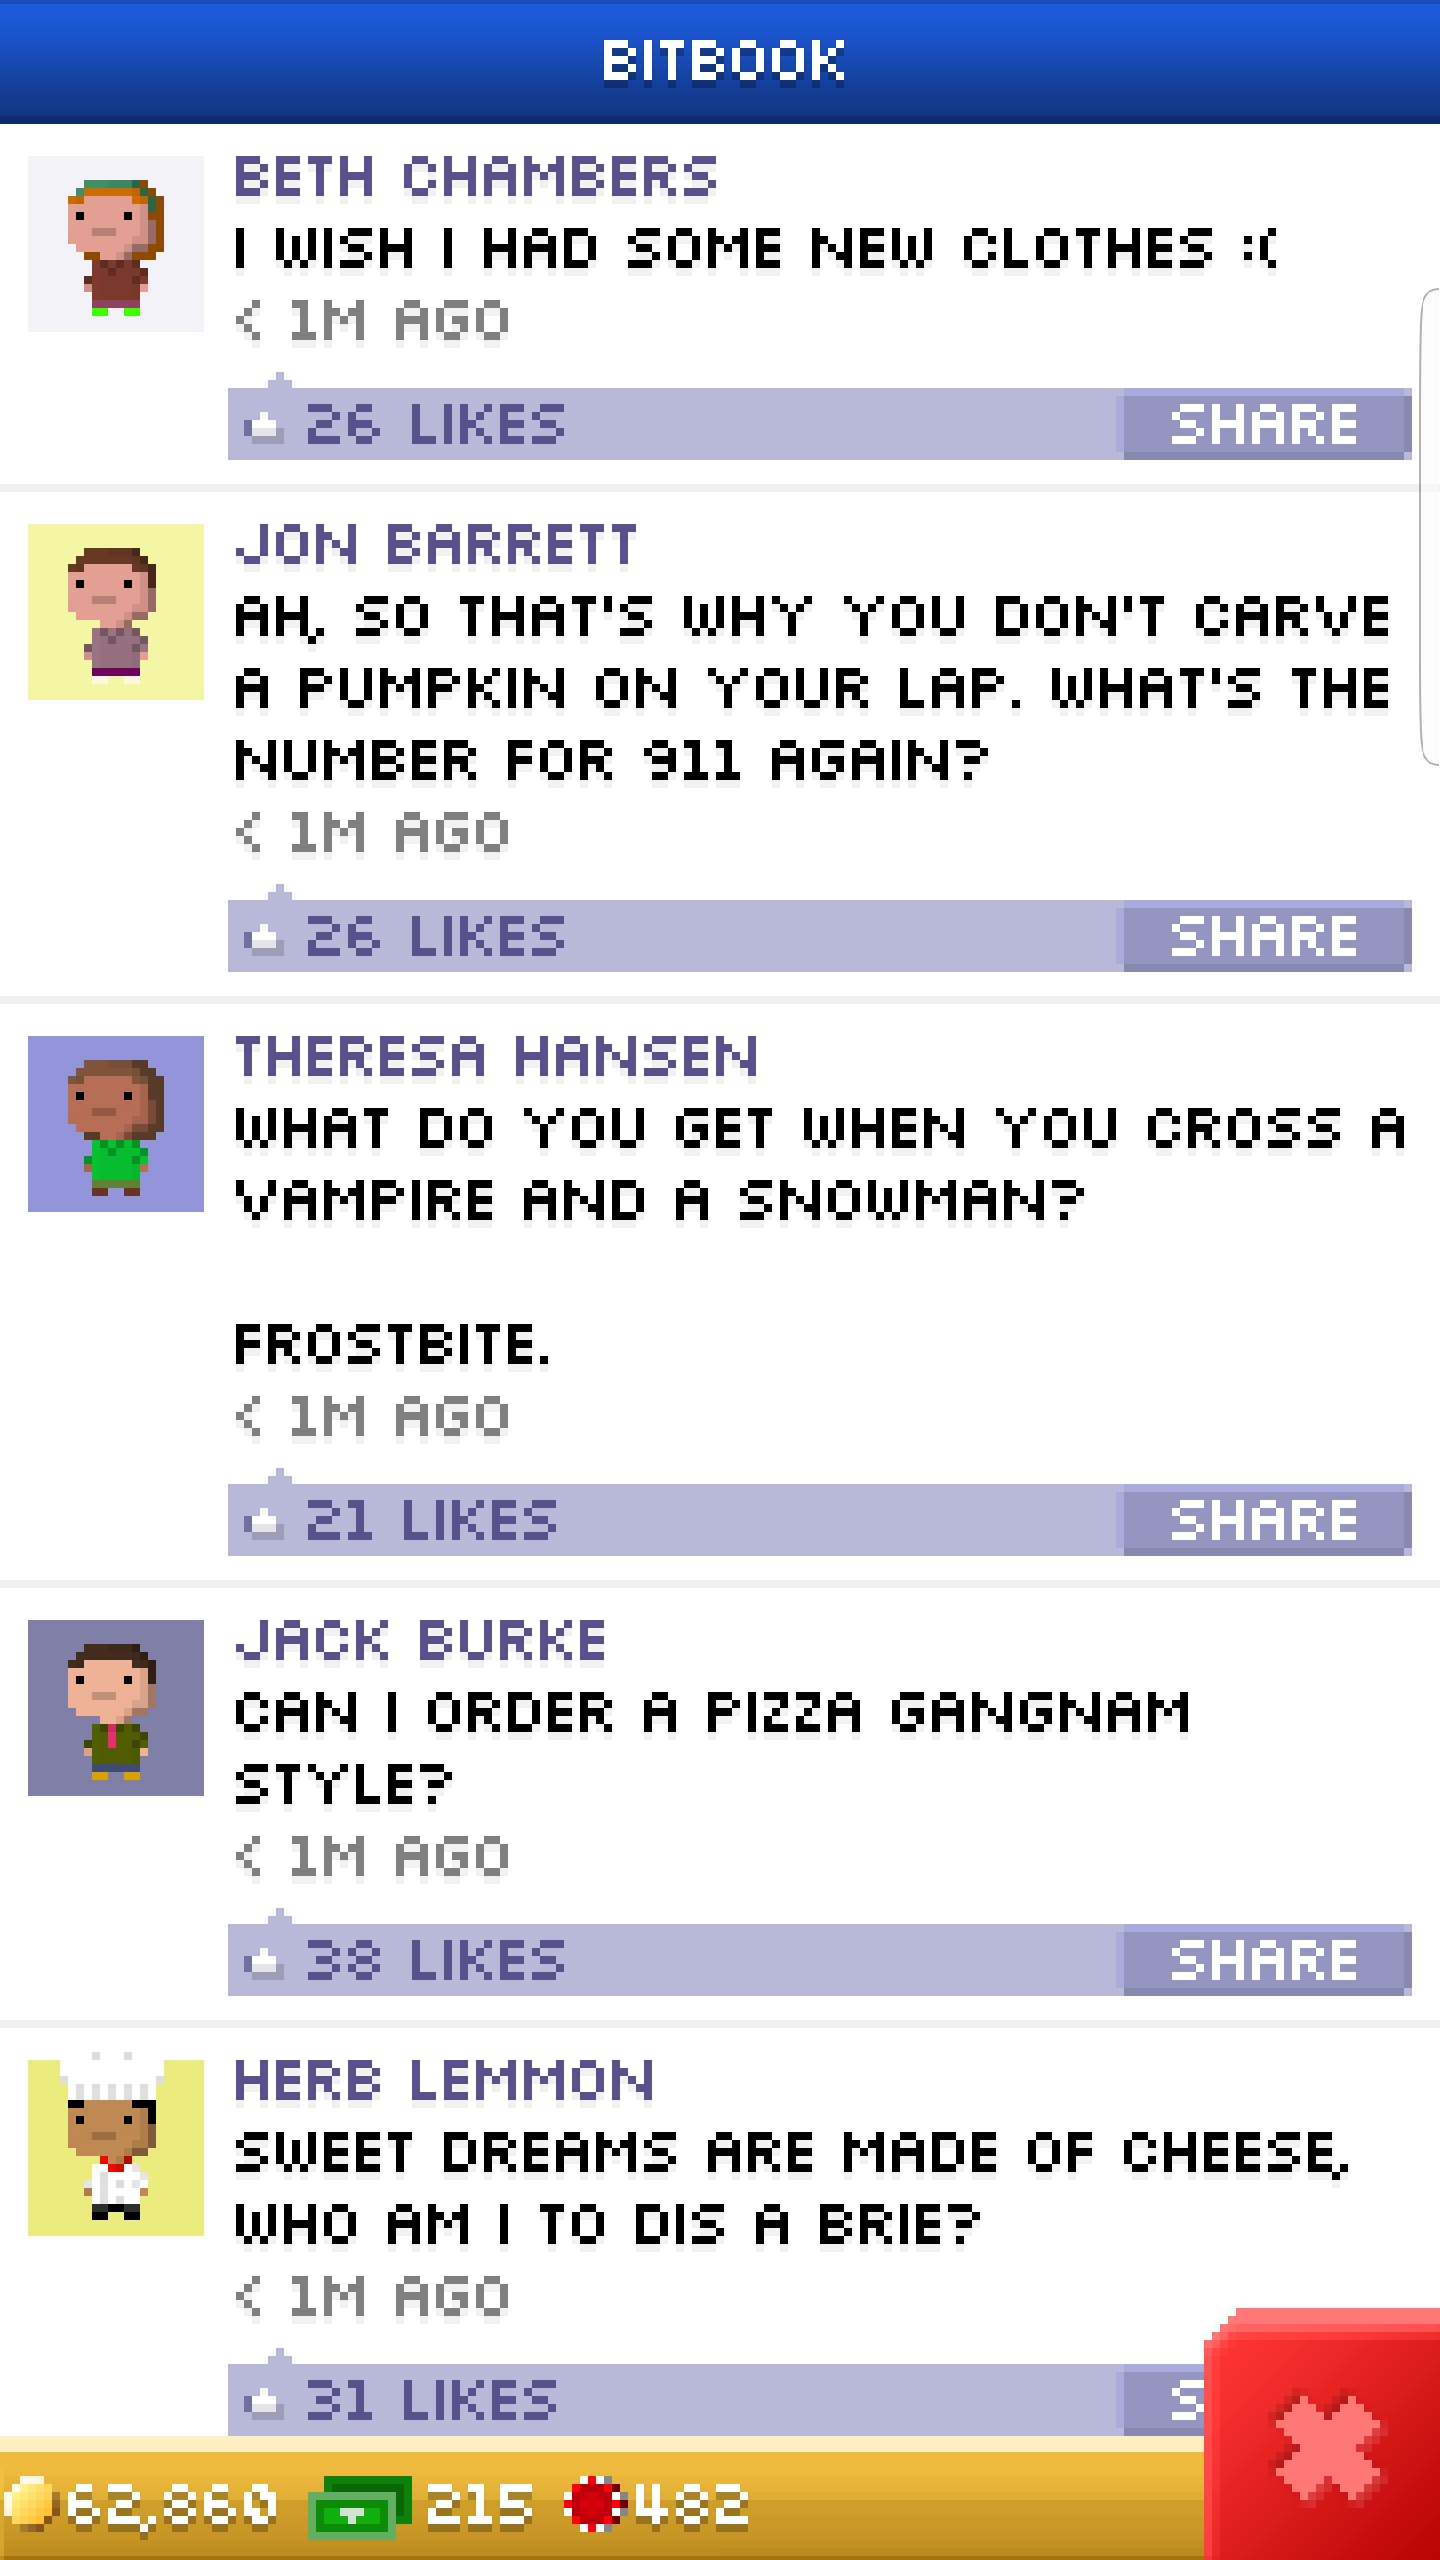 BITBOOK
BETH CHAMBERS
I WISH I HAD SOME NEW CLOTHES :(
< 1M AGO
26 LIKES SHARE
JON BARRETT
AH, SO THAT'S WHY YOU DON'T CARVE
A PUMPKIN ON YOUR LAP. WHAT'S THE
NUMBER FOR 911 AGAIN?
< 1M AGO
26 LIKES SHARE
THERESA HANSEN
WHAT DO YOU GET WHEN YOU CROSS A
VAMPIRE AND A SNOWMAN?
FROSTBITE.
< 1M AGO
21 LIKES SHARE
JACK BURKE
CAN I ORDER A PIZZA GANGNAM
STYLE?
< 1M AGO
38 LIKES SHARE
HERB LEMMON
SWEET DREAMS ARE MADE OF CHEESE,
WHO AM I TO DIS A BRIE?
< 1M AGO
31 LIKES S
62,860 215 482